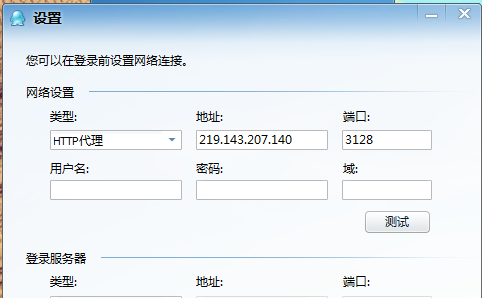 设置
您可以在登录前设置网络连接。
网络设置
类型: 地址: 端口:
HTTP代理 219.143.207.140 3128
用户名: 密码: 域:
测试
登录服务器
类型: 地址: 端口: